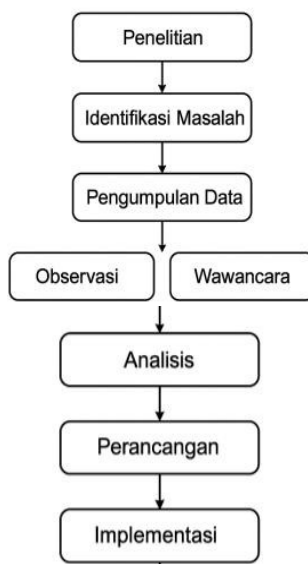 Penelitian
Identifikasi Masalah
Pengumpulan Data
Observasi
Wawancara
Analisis
Perancangan
Implementasi